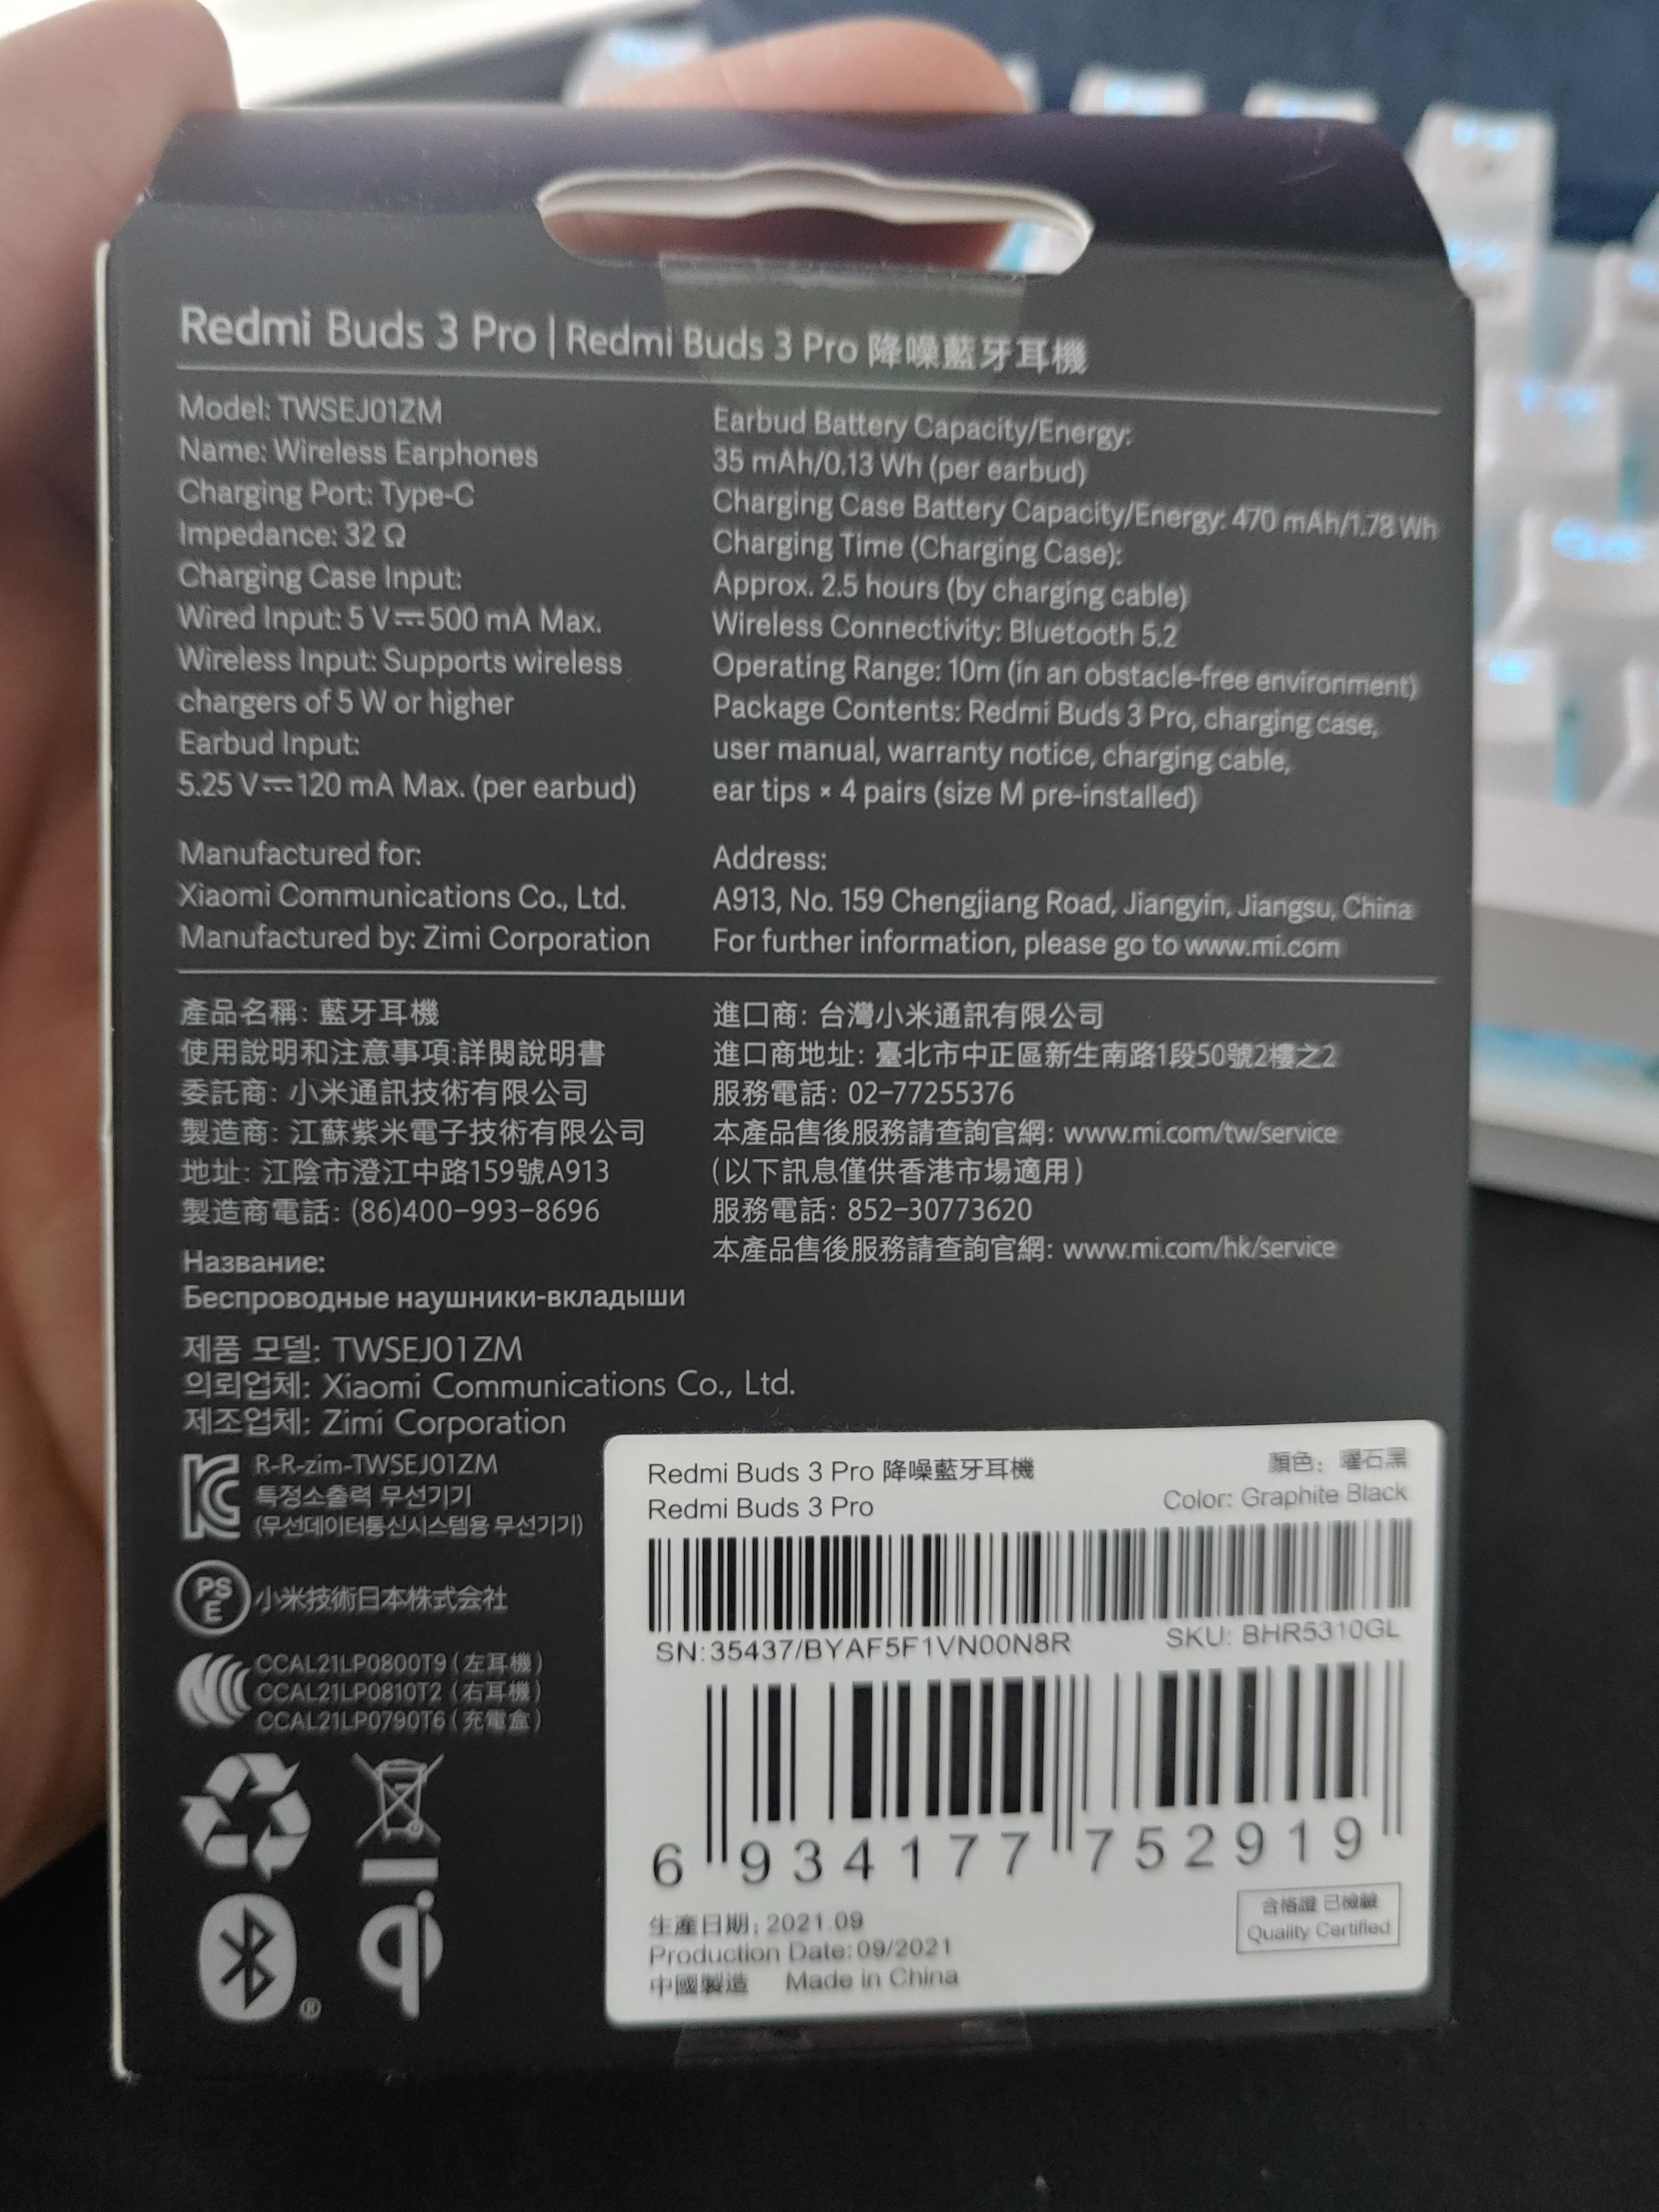 Redmi Buds 3 Pro | Redmi Buds 3 Pro 降噪藍牙耳機
Model: TWSEJ01ZM
Name: Wireless Earphones
Charging Port: Type-C
Impedance: 32 Ω
Charging Case Input:
Wired Input: 5 V⎓500 mA Max.
Wireless Input: Supports wireless
chargers of 5 W or higher
Earbud Input:
5.25 V⎓120 mA Max. (per earbud)
Earbud Battery Capacity/Energy:
35 mAh/0.13 Wh (per earbud)
Charging Case Battery Capacity/Energy: 470 mAh/1.78 Wh
Charging Time (Charging Case):
Approx. 2.5 hours (by charging cable)
Wireless Connectivity: Bluetooth 5.2
Operating Range: 10m (in an obstacle-free environment)
Package Contents: Redmi Buds 3 Pro, charging case,
user manual, warranty notice, charging cable,
ear tips × 4 pairs (size M pre-installed)
Manufactured for:
Xiaomi Communications Co., Ltd.
Manufactured by: Zimi Corporation
Address:
A913, No. 159 Chengjiang Road, Jiangyin, Jiangsu, China
For further information, please go to www.mi.com
產品名稱: 藍牙耳機
使用說明和注意事項:詳閱說明書
委託商: 小米通訊技術有限公司
製造商: 江蘇紫米電子技術有限公司
地址: 江陰市澄江中路159號A913
製造商電話: (86)400-993-8696
進口商: 台灣小米通訊有限公司
進口商地址: 臺北市中正區新生南路1段50號2樓之2
服務電話: 02-77255376
本產品售後服務請查詢官網: www.mi.com/tw/service
(以下訊息僅供香港市場適用)
服務電話: 852-30773620
本產品售後服務請查詢官網: www.mi.com/hk/service
Название:
Беспроводные наушники-вкладыши
제품 모델: TWSEJ01ZM
의뢰업체: Xiaomi Communications Co., Ltd.
제조업체: Zimi Corporation
R-R-zim-TWSEJ01ZM
특정소출력 무선기기
(무선데이터통신시스템용 무선기기)
PS
E
小米技術日本株式会社
CCAL21LP0800T9 (左耳機)
CCAL21LP0810T2 (右耳機)
CCAL21LP0790T6 (充電盒)
®
Redmi Buds 3 Pro 降噪藍牙耳機
Redmi Buds 3 Pro
顏色: 曜石黑
Color: Graphite Black
SN:35437/BYAF5F1VN00N8R
SKU: BHR5310GL
6 934177 752919
生產日期: 2021.09
Production Date: 09/2021
中國製造 Made in China
合格證 已檢驗
Quality Certified